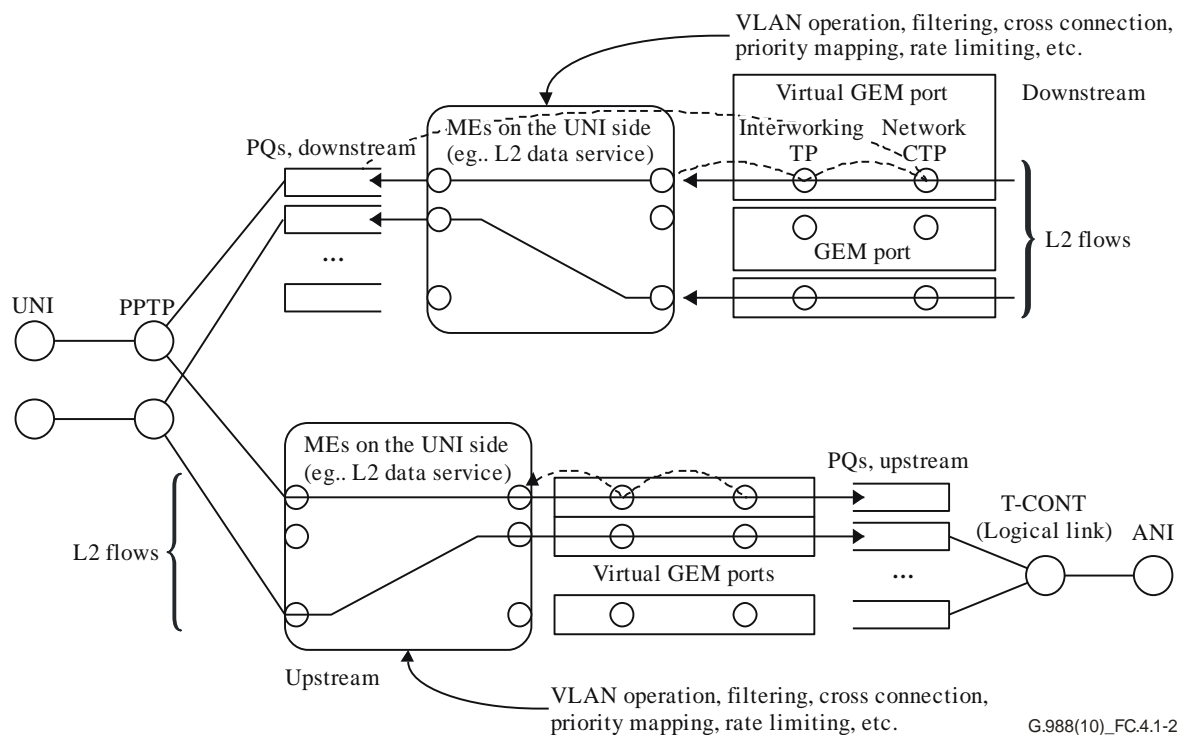 VLAN operation, filtering, cross connection,
priority mapping, rate limiting, etc.
Virtual GEM port
Downstream
MEs on the UNI side
(eg.. L2 data service)
Interworking
TP
Network
CTP
PQs, downstream
...
GEM port
L2 flows
UNI
PPTP
MEs on the UNI side
(eg.. L2 data service)
PQs, upstream
T-CONT
(Logical link)
ANI
L2 flows
Virtual GEM ports
...
Upstream
VLAN operation, filtering, cross connection,
priority mapping, rate limiting, etc.
G.988(10)_FC.4.1-2